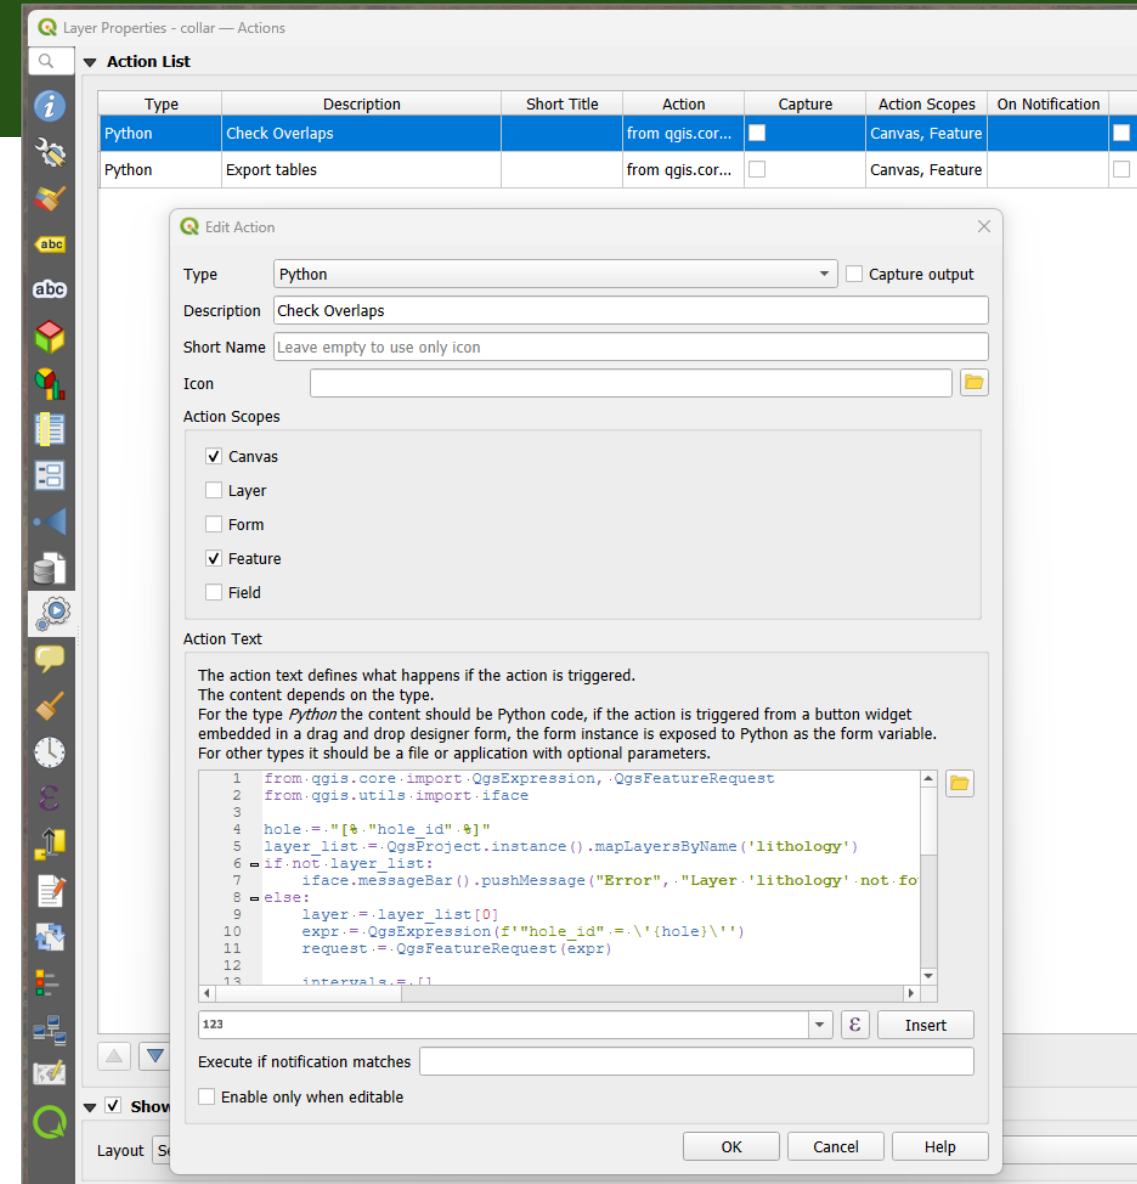 Layer Properties - collar — Actions
Action List
Type Description Short Title Action Capture Action Scopes On Notification
Python Check Overlaps from qgis.cor... Canvas, Feature
Python Export tables from qgis.cor... Canvas, Feature
abc
abc
Edit Action
Type Python Capture output
Description Check Overlaps
Short Name Leave empty to use only icon
Icon
Action Scopes
Canvas
Layer
Form
Feature
Field
Action Text
The action text defines what happens if the action is triggered.
The content depends on the type.
For the type Python the content should be Python code, if the action is triggered from a button widget
embedded in a drag and drop designer form, the form instance is exposed to Python as the form variable.
For other types it should be a file or application with optional parameters.
1 from qgis.core import QgsExpression, QgsFeatureRequest
2 from qgis.utils import iface
3
4 hole = "[% "hole_id" %]"
5 layer_list = QgsProject.instance().mapLayersByName('lithology')
6 if not layer_list:
7 iface.messageBar().pushMessage("Error", "Layer 'lithology' not fo
8 else:
9 layer = layer_list[0]
10 expr = QgsExpression(f'"hole_id" = \'{hole}\'')
11 request = QgsFeatureRequest(expr)
12
13 intervals = []
123 ε Insert
Execute if notification matches
Enable only when editable
Show
Layout Se
OK Cancel Help